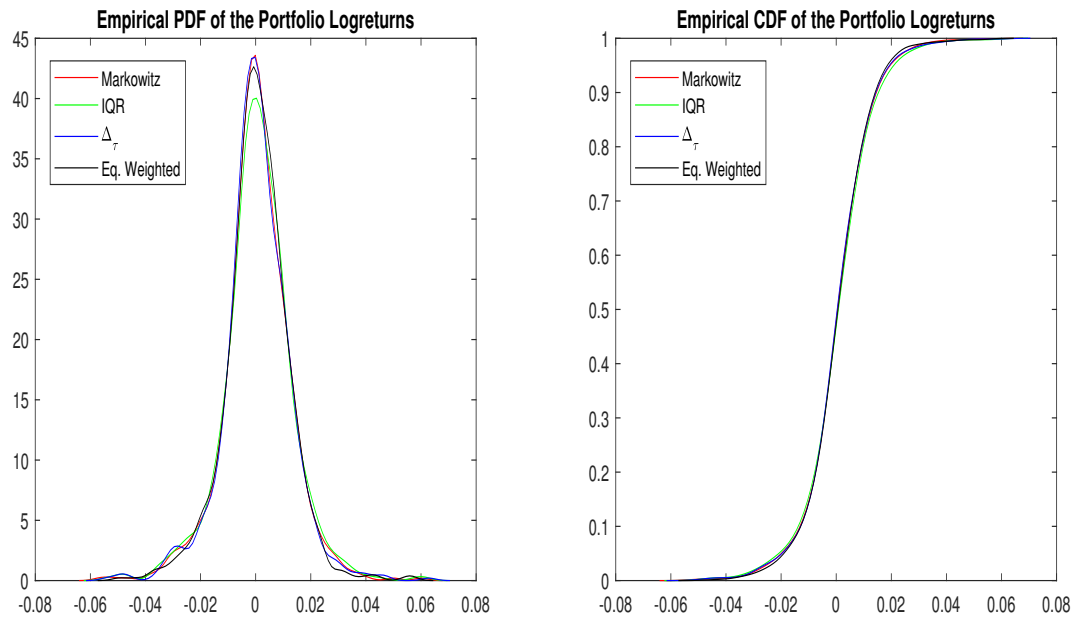 Empirical PDF of the Portfolio Logreturns
45
40
35
30
25
20
15
10
5
0
Markowitz
IQR
Δτ
Eq. Weighted
-0.08 -0.06 -0.04 -0.02 0 0.02 0.04 0.06 0.08
Empirical CDF of the Portfolio Logreturns
1
0.9
0.8
0.7
0.6
0.5
0.4
0.3
0.2
0.1
0
Markowitz
IQR
Δτ
Eq. Weighted
-0.08 -0.06 -0.04 -0.02 0 0.02 0.04 0.06 0.08